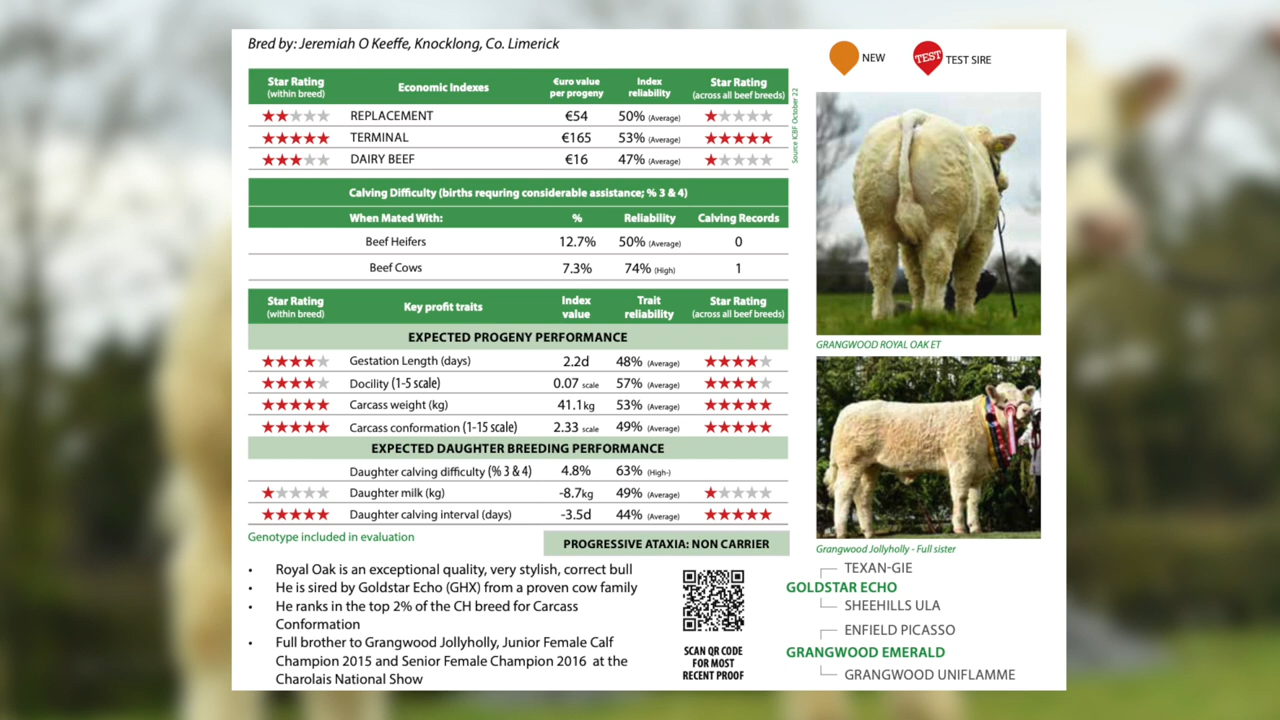 Bred by: Jeremiah O Keeffe, Knocklong, Co. Limerick
NEW
TEST
TEST SIRE
Star Rating (within breed) Economic Indexes €uro value per progeny Index reliability Star Rating (across all beef breeds)
REPLACEMENT €54 50% (Average)
TERMINAL €165 53% (Average)
DAIRY BEEF €16 47% (Average)
Source ICBF October 22
Calving Difficulty (births requring considerable assistance; % 3 & 4)
When Mated With: % Reliability Calving Records
Beef Heifers 12.7% 50% (Average) 0
Beef Cows 7.3% 74% (High) 1
Star Rating (within breed) Key profit traits Index value Trait reliability Star Rating (across all beef breeds)
EXPECTED PROGENY PERFORMANCE
Gestation Length (days) 2.2d 48% (Average)
Docility (1-5 scale) 0.07 scale 57% (Average)
Carcass weight (kg) 41.1kg 53% (Average)
Carcass conformation (1-15 scale) 2.33 scale 49% (Average)
EXPECTED DAUGHTER BREEDING PERFORMANCE
Daughter calving difficulty (% 3 & 4) 4.8% 63% (High-)
Daughter milk (kg) -8.7kg 49% (Average)
Daughter calving interval (days) -3.5d 44% (Average)
Genotype included in evaluation
PROGRESSIVE ATAXIA: NON CARRIER
• Royal Oak is an exceptional quality, very stylish, correct bull
• He is sired by Goldstar Echo (GHX) from a proven cow family
• He ranks in the top 2% of the CH breed for Carcass
Conformation
• Full brother to Grangwood Jollyholly, Junior Female Calf
Champion 2015 and Senior Female Champion 2016 at the
Charolais National Show
SCAN QR CODE
FOR MOST
RECENT PROOF
GRANGWOOD ROYAL OAK ET
Grangwood Jollyholly - Full sister
TEXAN-GIE
GOLDSTAR ECHO
SHEEHILLS ULA
ENFIELD PICASSO
GRANGWOOD EMERALD
GRANGWOOD UNIFLAMME